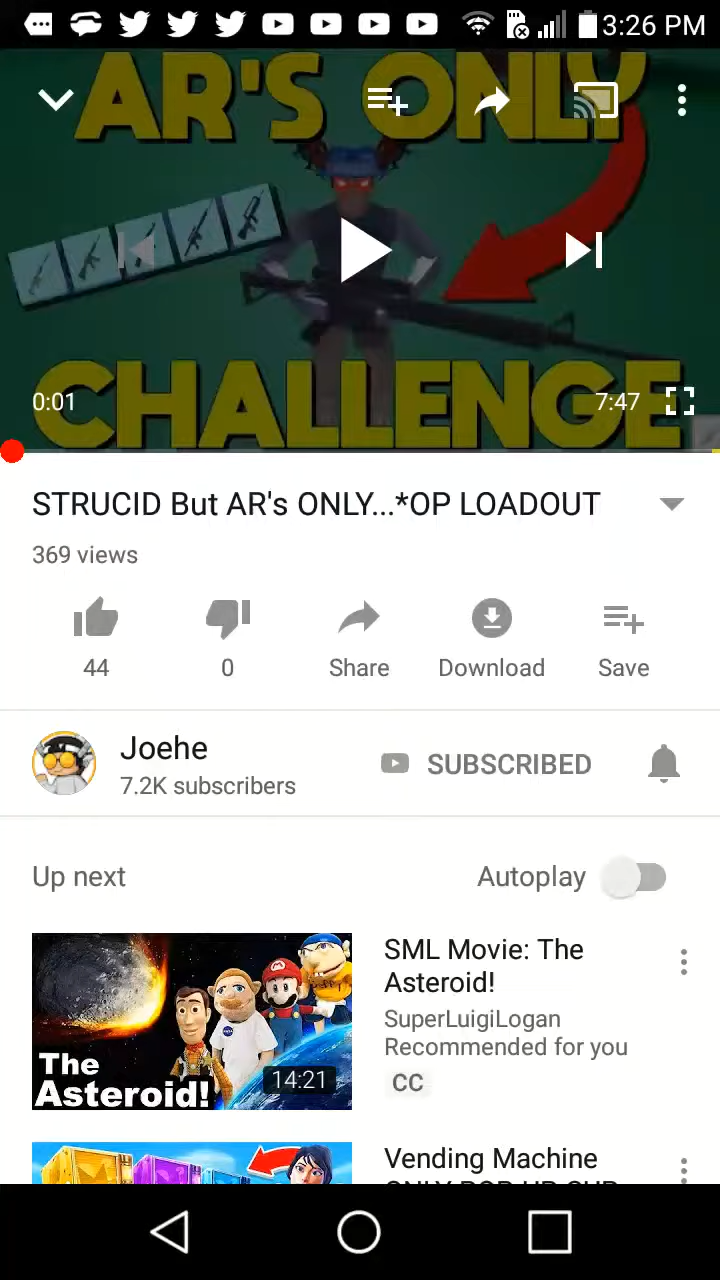 3:26 PM
AR'S ONLY
CHALLENGE
0:01
7:47
STRUCID But AR's ONLY...*OP LOADOUT
369 views
44
0
Share
Download
Save
Joehe
7.2K subscribers
SUBSCRIBED
Up next
Autoplay
The
Asteroid!
14:21
SML Movie: The
Asteroid!
SuperLuigiLogan
Recommended for you
CC
Vending Machine